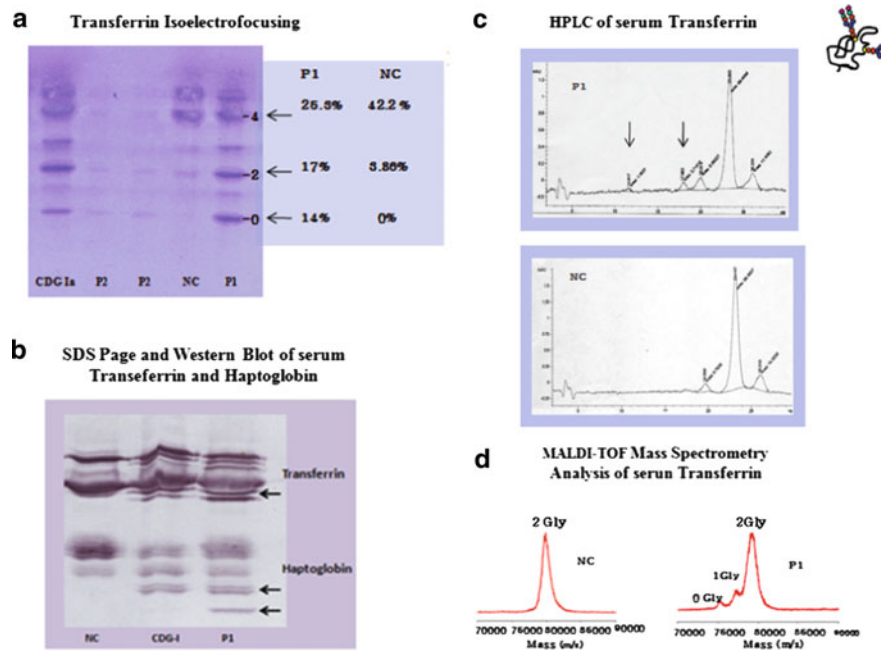 a
Transferrin Isoelectrofocusing
P1 NC
4 26.3% 42.2%
2 17% 3.86%
0 14% 0%
CDG Ia P2 P2 NC P1
b
SDS Page and Western Blot of serum
Transeferrin and Haptoglobin
Transferrin
Haptoglobin
NC CDG-I P1
c
HPLC of serum Transferrin
P1
NC
d
MALDI-TOF Mass Spectrometry
Analysis of serun Transferrin
2 Gly
NC
70000 76000 80000 86000 90000
Mass (m/s)
2Gly
1Gly
0 Gly
P1
70000 76000 80000 86000
Mass (m/s)